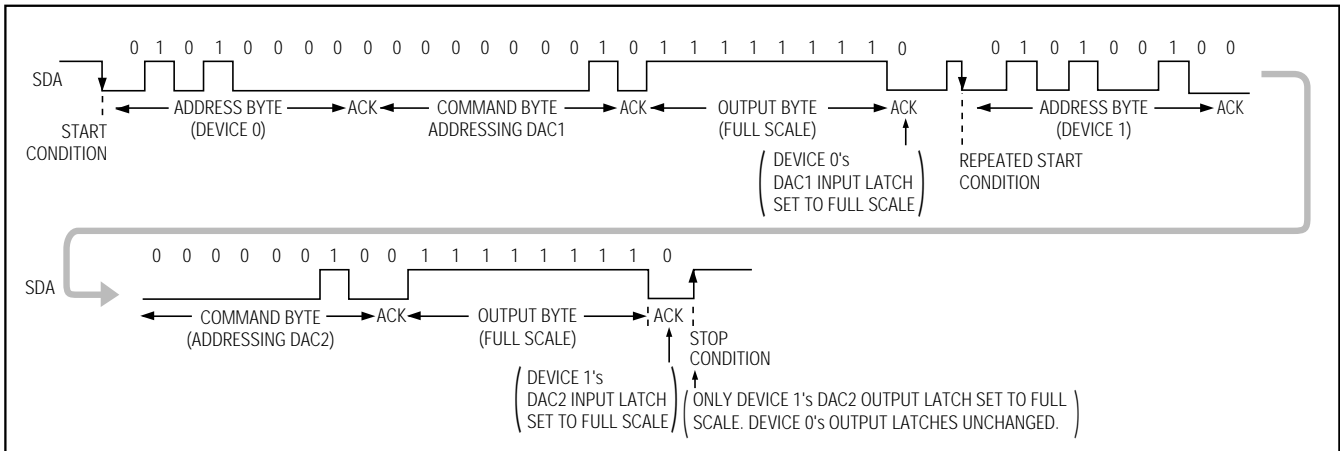 0 1 0 1 0 0 0 0 0 0 0 0 0 0 0 0 1 0 1 1 1 1 1 1 1 1 0 0 1 0 1 0 0 1 0 0
SDA
ADDRESS BYTE (DEVICE 0) ACK COMMAND BYTE ADDRESSING DAC1 ACK OUTPUT BYTE (FULL SCALE) ACK ADDRESS BYTE (DEVICE 1) ACK
START CONDITION
DEVICE 0's
DAC1 INPUT LATCH
SET TO FULL SCALE
REPEATED START
CONDITION
0 0 0 0 0 0 1 0 0 1 1 1 1 1 1 1 1 0
SDA
COMMAND BYTE (ADDRESSING DAC2) ACK OUTPUT BYTE (FULL SCALE) ACK
STOP
CONDITION
DEVICE 1's
DAC2 INPUT LATCH
SET TO FULL SCALE
ONLY DEVICE 1's DAC2 OUTPUT LATCH SET TO FULL
SCALE. DEVICE 0's OUTPUT LATCHES UNCHANGED.